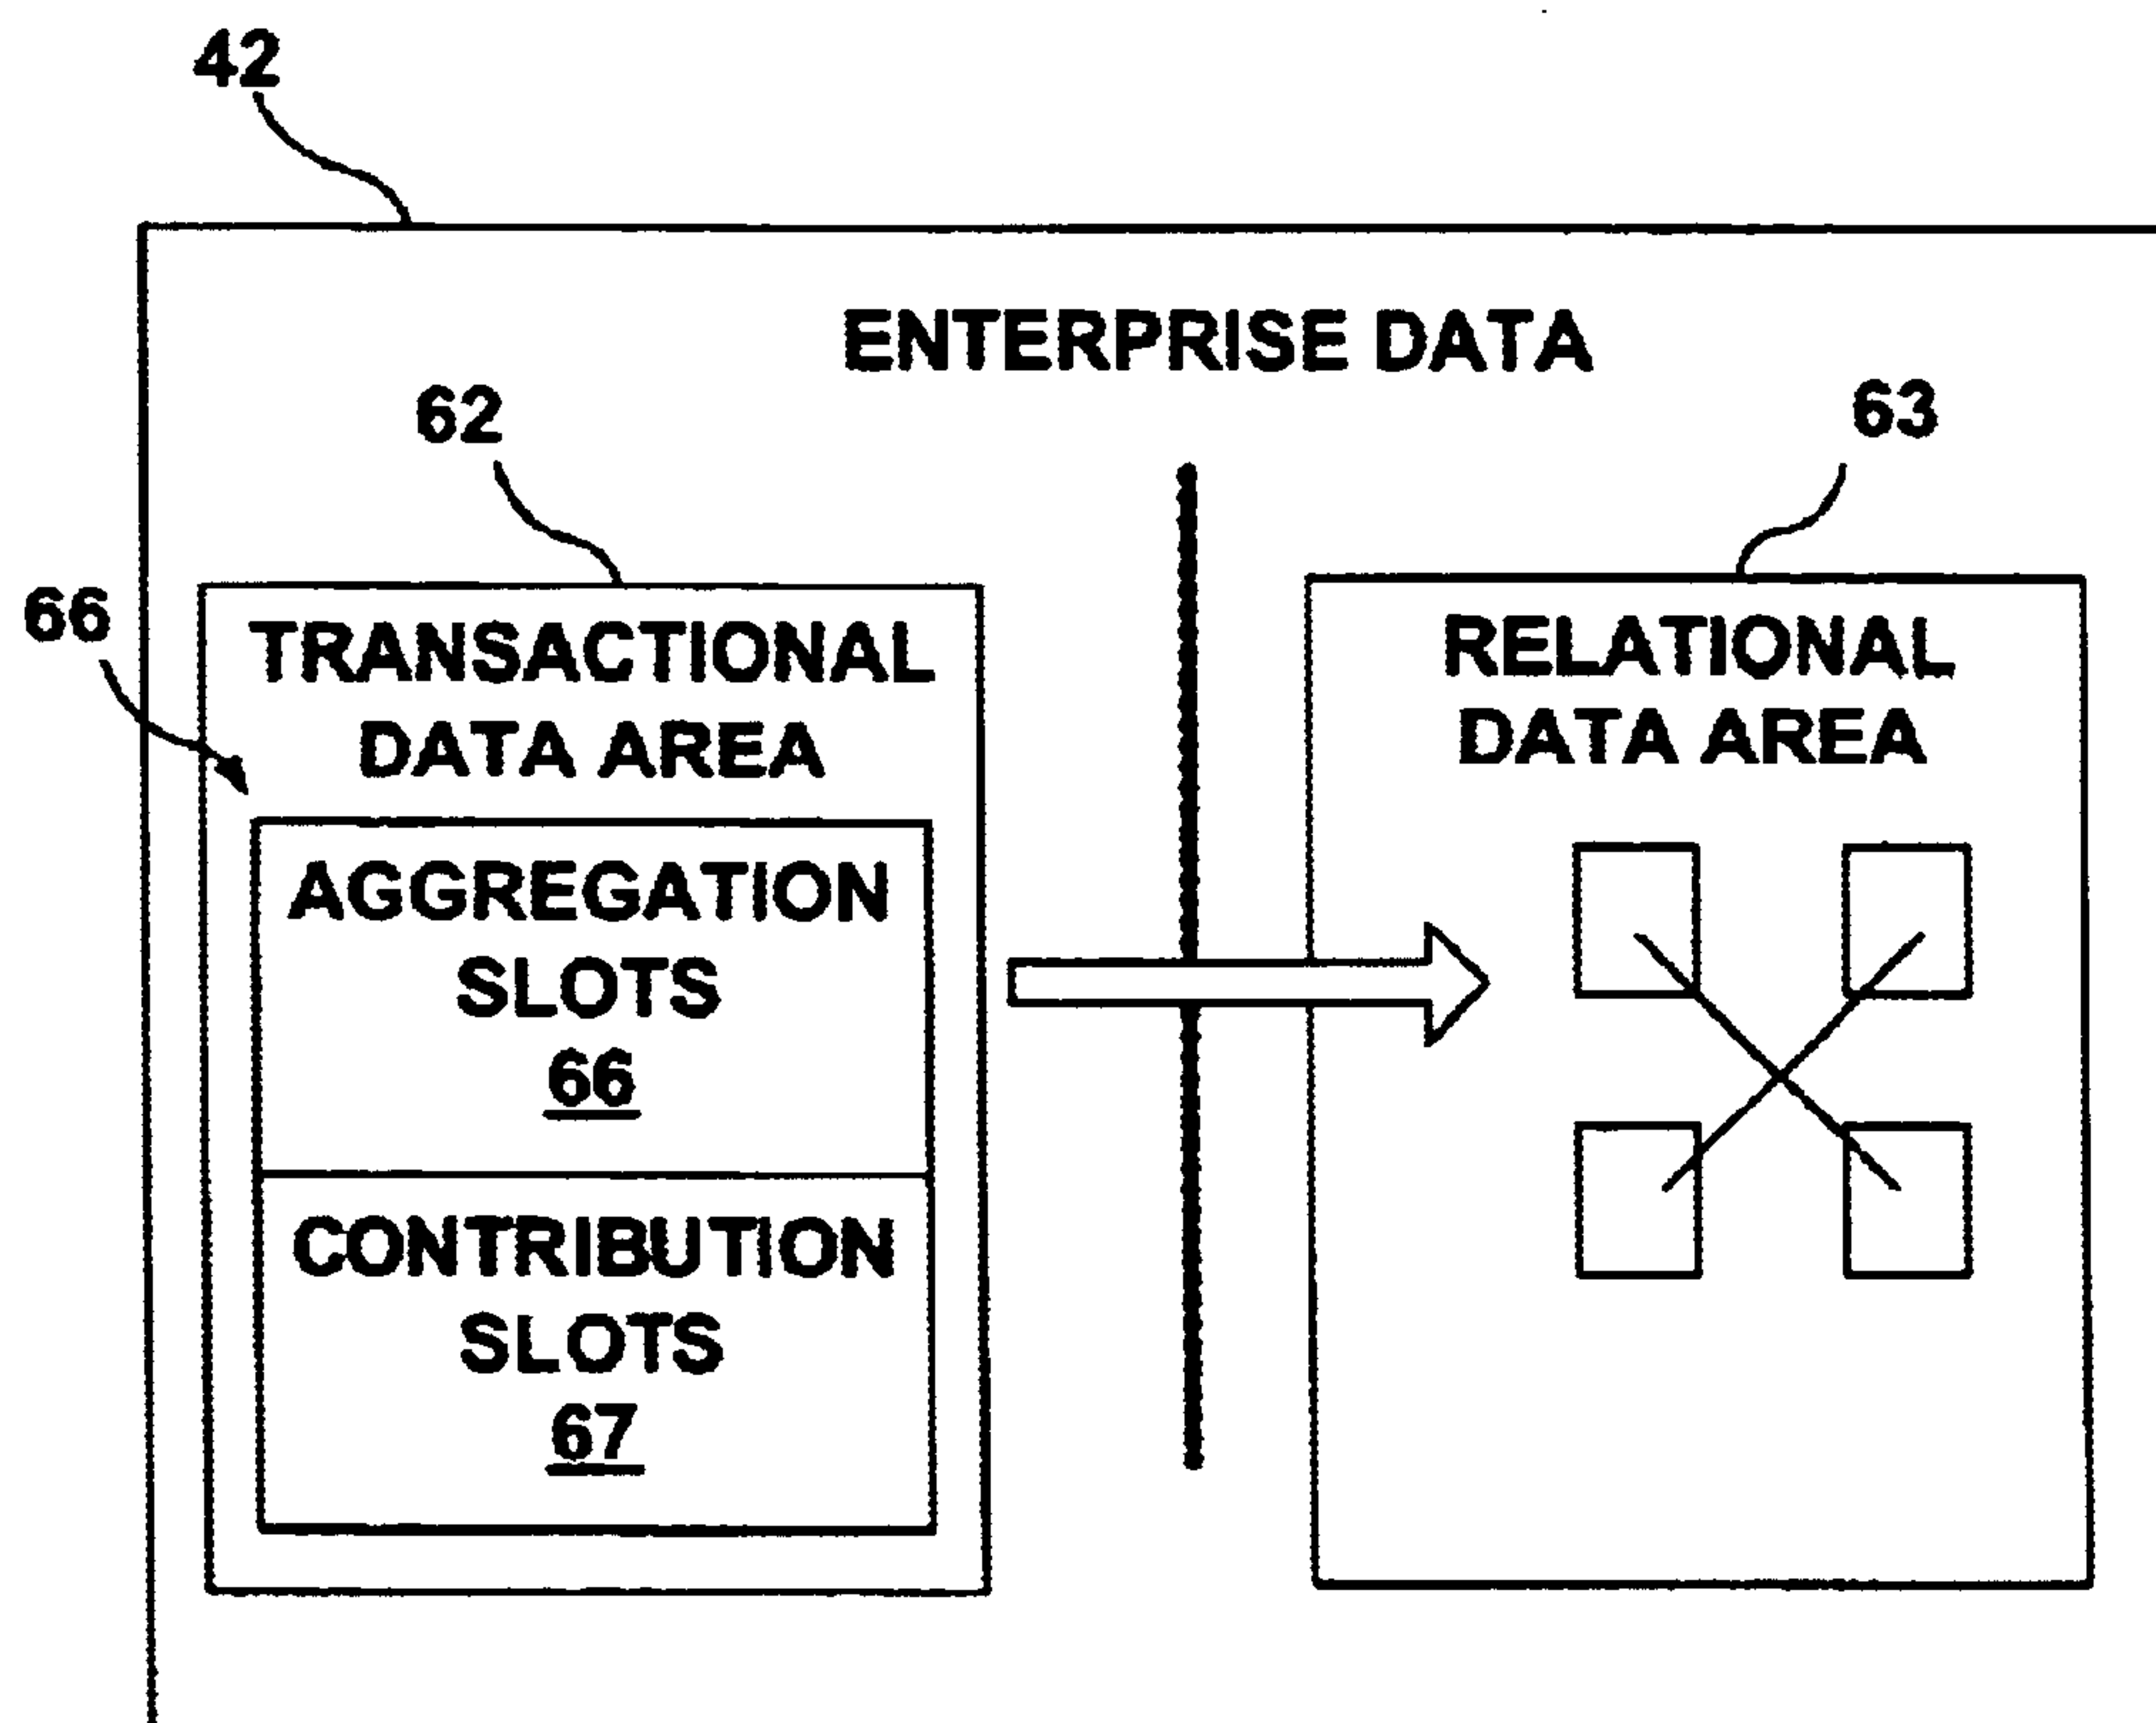 42
ENTERPRISE DATA
62
63
66
TRANSACTIONAL
DATA AREA
AGGREGATION
SLOTS
66
CONTRIBUTION
SLOTS
67
RELATIONAL
DATA AREA